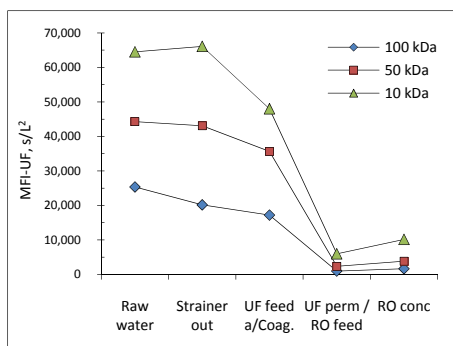 70,000
60,000
50,000
40,000
30,000
20,000
10,000
0
MFI-UF, s/L²
100 kDa
50 kDa
10 kDa
Raw water
Strainer out
UF feed a/Coag.
UF perm / RO feed
RO conc